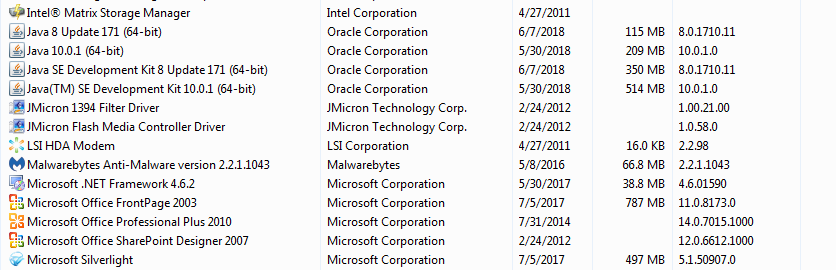 Intel® Matrix Storage Manager Intel Corporation 4/27/2011
Java 8 Update 171 (64-bit) Oracle Corporation 6/7/2018 115 MB 8.0.1710.11
Java 10.0.1 (64-bit) Oracle Corporation 5/30/2018 209 MB 10.0.1.0
Java SE Development Kit 8 Update 171 (64-bit) Oracle Corporation 6/7/2018 350 MB 8.0.1710.11
Java(TM) SE Development Kit 10.0.1 (64-bit) Oracle Corporation 5/30/2018 514 MB 10.0.1.0
JMicron 1394 Filter Driver JMicron Technology Corp. 2/24/2012 1.00.21.00
JMicron Flash Media Controller Driver JMicron Technology Corp. 2/24/2012 1.0.58.0
LSI HDA Modem LSI Corporation 4/27/2011 16.0 KB 2.2.98
Malwarebytes Anti-Malware version 2.2.1.1043 Malwarebytes 5/8/2016 66.8 MB 2.2.1.1043
Microsoft .NET Framework 4.6.2 Microsoft Corporation 5/30/2017 38.8 MB 4.6.01590
Microsoft Office FrontPage 2003 Microsoft Corporation 7/5/2017 787 MB 11.0.8173.0
Microsoft Office Professional Plus 2010 Microsoft Corporation 7/31/2014 14.0.7015.1000
Microsoft Office SharePoint Designer 2007 Microsoft Corporation 2/24/2012 12.0.6612.1000
Microsoft Silverlight Microsoft Corporation 7/5/2017 497 MB 5.1.50907.0